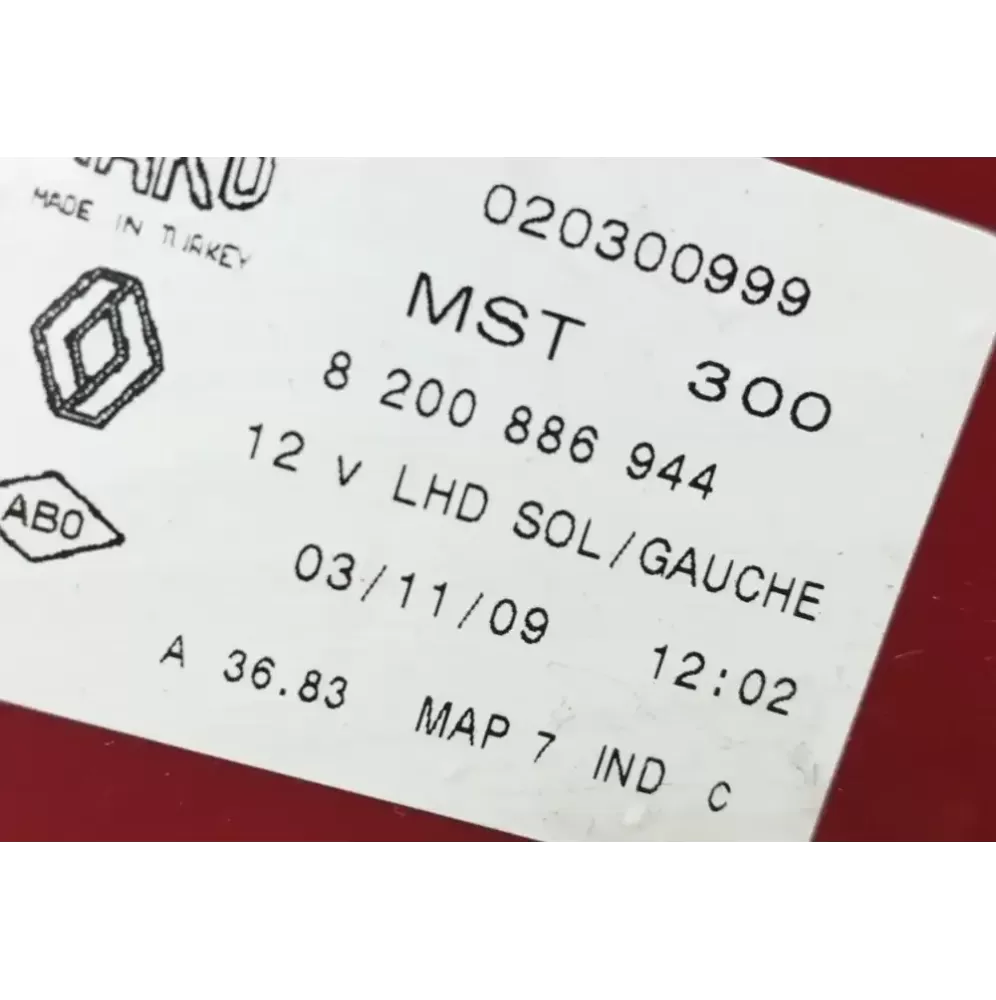 MADE IN TURKEY
020300999
MST 300
8 200 886 944
12 V LHD SOL/GAUCHE
ABO
03/11/09 12:02
A 36.83 MAP 7 IND C